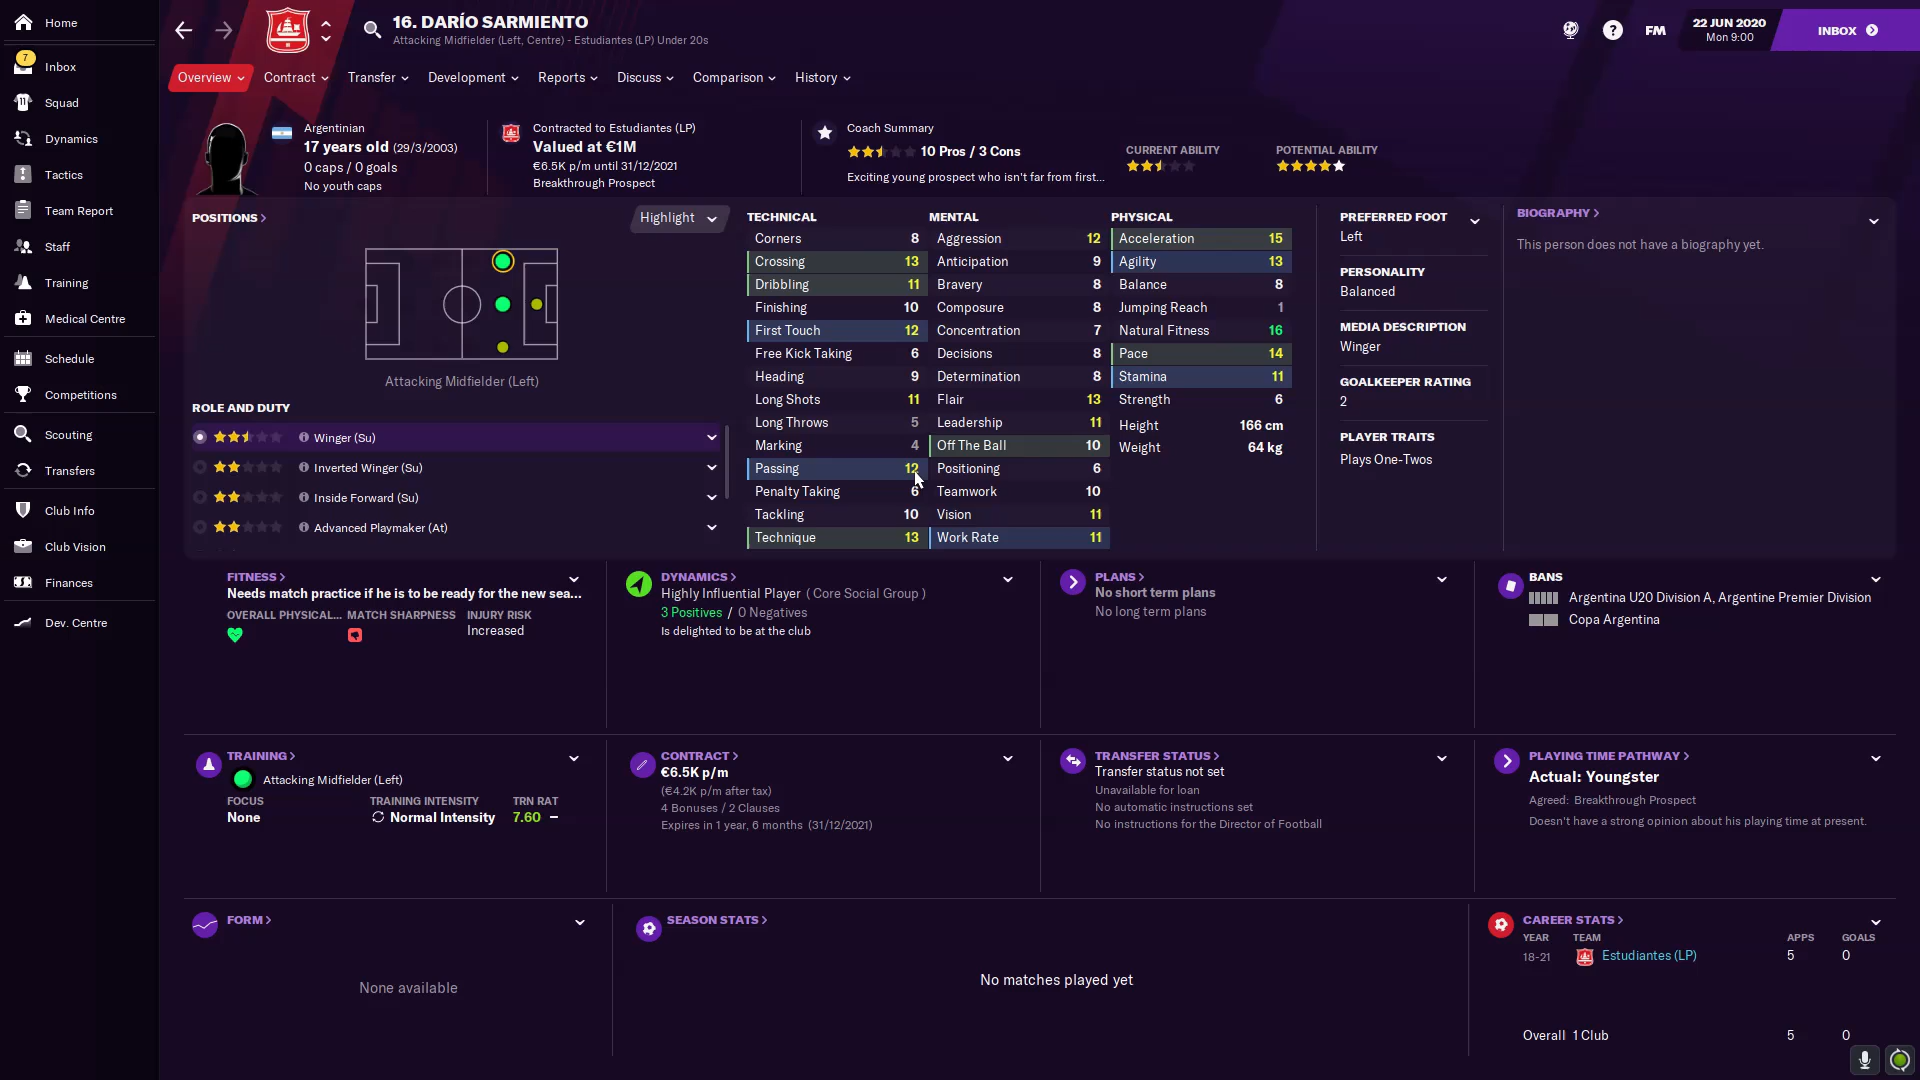 Home
7
Inbox
Squad
Dynamics
Tactics
Team Report
Staff
Training
Medical Centre
Schedule
Competitions
Scouting
Transfers
Club Info
Club Vision
Finances
Dev. Centre
16. DARÍO SARMIENTO
Attacking Midfielder (Left, Centre) - Estudiantes (LP) Under 20s
? FM
22 JUN 2020
Mon 9:00
INBOX
Overview Contract Transfer Development Reports Discuss Comparison History
Argentinian
17 years old (29/3/2003)
0 caps / 0 goals
No youth caps
Contracted to Estudiantes (LP)
Valued at €1M
€6.5K p/m until 31/12/2021
Breakthrough Prospect
Coach Summary
10 Pros / 3 Cons
Exciting young prospect who isn't far from first...
CURRENT ABILITY
POTENTIAL ABILITY
POSITIONS
Highlight
Attacking Midfielder (Left)
ROLE AND DUTY
Winger (Su)
Inverted Winger (Su)
Inside Forward (Su)
Advanced Playmaker (At)
TECHNICAL
Corners 8
Crossing 13
Dribbling 11
Finishing 10
First Touch 12
Free Kick Taking 6
Heading 9
Long Shots 11
Long Throws 5
Marking 4
Passing 12
Penalty Taking 6
Tackling 10
Technique 13
MENTAL
Aggression 12
Anticipation 9
Bravery 8
Composure 8
Concentration 7
Decisions 8
Determination 8
Flair 13
Leadership 11
Off The Ball 10
Positioning 6
Teamwork 10
Vision 11
Work Rate 11
PHYSICAL
Acceleration 15
Agility 13
Balance 8
Jumping Reach 1
Natural Fitness 16
Pace 14
Stamina 11
Strength 6
Height 166 cm
Weight 64 kg
PREFERRED FOOT
Left
PERSONALITY
Balanced
MEDIA DESCRIPTION
Winger
GOALKEEPER RATING
2
PLAYER TRAITS
Plays One-Twos
BIOGRAPHY
This person does not have a biography yet.
FITNESS
Needs match practice if he is to be ready for the new sea...
OVERALL PHYSICAL... MATCH SHARPNESS INJURY RISK
Increased
DYNAMICS
Highly Influential Player ( Core Social Group )
3 Positives / 0 Negatives
Is delighted to be at the club
PLANS
No short term plans
No long term plans
BANS
Argentina U20 Division A, Argentine Premier Division
Copa Argentina
TRAINING
Attacking Midfielder (Left)
FOCUS TRAINING INTENSITY TRN RAT
None Normal Intensity 7.60 –
CONTRACT
€6.5K p/m
(€4.2K p/m after tax)
4 Bonuses / 2 Clauses
Expires in 1 year, 6 months (31/12/2021)
TRANSFER STATUS
Transfer status not set
Unavailable for loan
No automatic instructions set
No instructions for the Director of Football
PLAYING TIME PATHWAY
Actual: Youngster
Agreed: Breakthrough Prospect
Doesn't have a strong opinion about his playing time at present.
FORM
None available
SEASON STATS
No matches played yet
CAREER STATS
YEAR TEAM APPS GOALS
18-21 Estudiantes (LP) 5 0
Overall 1 Club 5 0